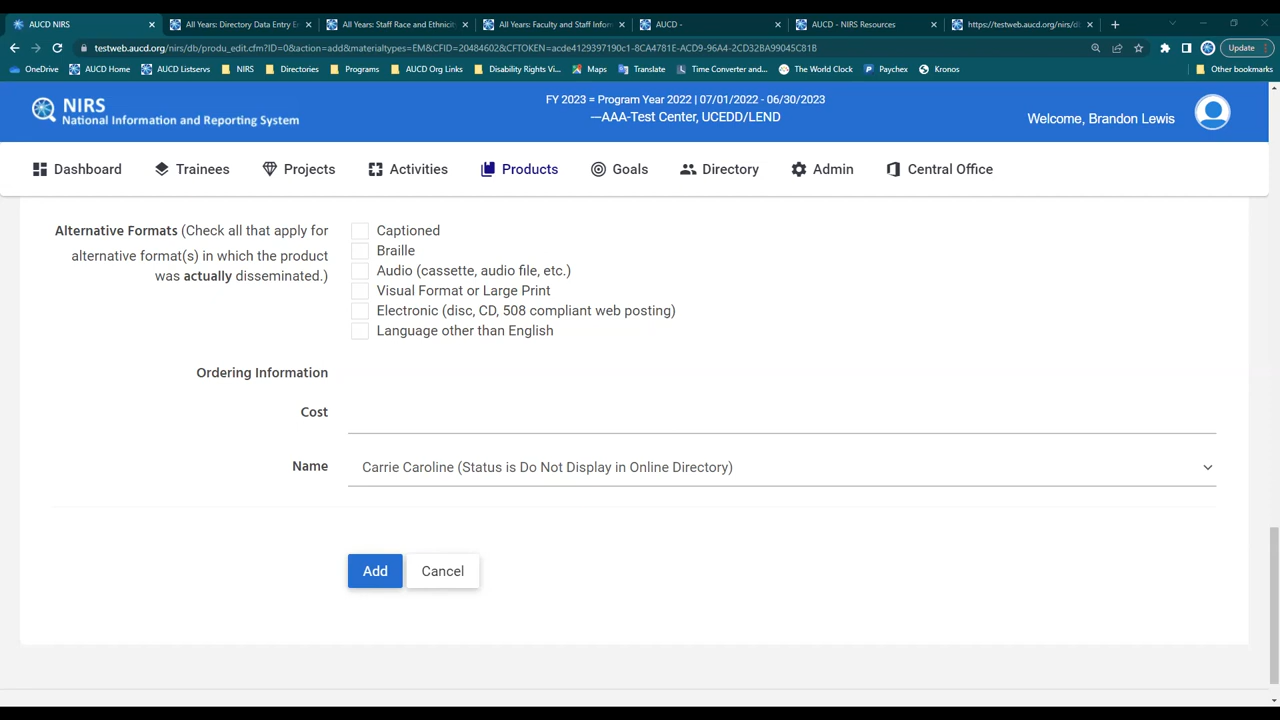 AUCD NIRS
All Years: Directory Data Entry E
All Years: Staff Race and Ethnicit
All Years: Faculty and Staff Infor
AUCD -
AUCD - NIRS Resources
https://testweb.aucd.org/nirs/db
testweb.aucd.org/nirs/db/produ_edit.cfm?ID=0&action=add&materialtypes=EM&CFID=20484602&CFTOKEN=acde4129397190c1-8CA4781E-ACD9-96A4-2CD32BA99045C81B
Update
OneDrive
AUCD Home
AUCD Listservs
NIRS
Directories
Programs
AUCD Org Links
Disability Rights Vi...
Maps
Translate
Time Converter and...
The World Clock
Paychex
Kronos
Other bookmarks
NIRS
National Information and Reporting System
FY 2023 = Program Year 2022 | 07/01/2022 - 06/30/2023
—AAA-Test Center, UCEDD/LEND
Welcome, Brandon Lewis
Dashboard
Trainees
Projects
Activities
Products
Goals
Directory
Admin
Central Office
Alternative Formats (Check all that apply for
alternative format(s) in which the product
was actually disseminated.)
Captioned
Braille
Audio (cassette, audio file, etc.)
Visual Format or Large Print
Electronic (disc, CD, 508 compliant web posting)
Language other than English
Ordering Information
Cost
Name
Carrie Caroline (Status is Do Not Display in Online Directory)
Add
Cancel